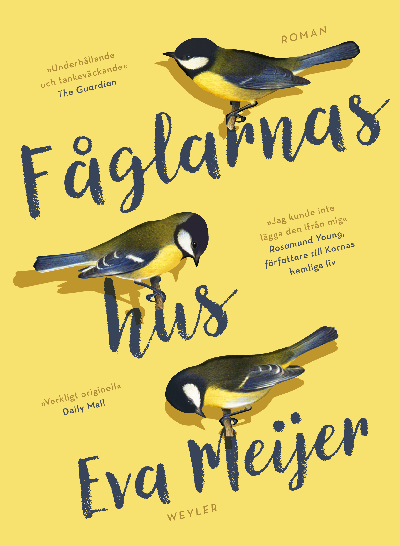 ROMAN
»Underhållande
och tankeväckande«
The Guardian
Fåglarnas
»Jag kunde inte
lägga den ifrån mig«
Rosamund Young,
författare till Kornas
hemliga liv
hus
»Verkligt originell«
Daily Mail
Eva Meijer
WEYLER